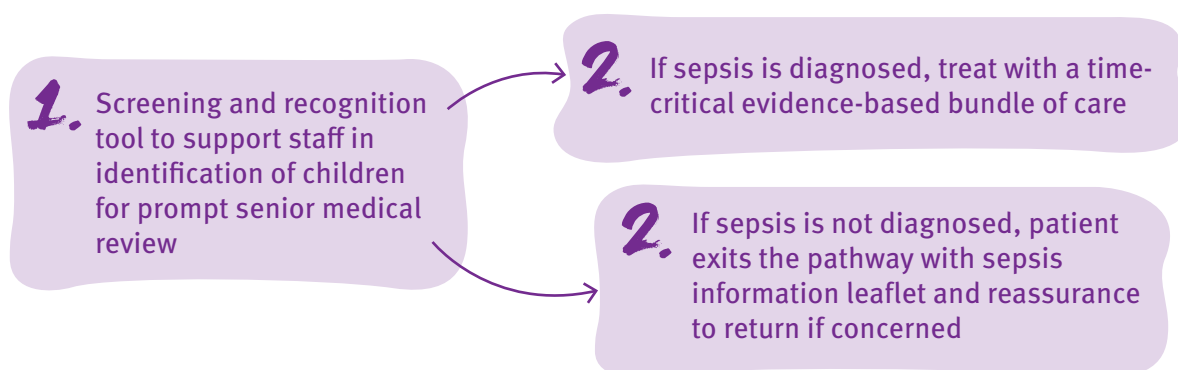 1.
Screening and recognition
tool to support staff in
identification of children
for prompt senior medical
review
2.
If sepsis is diagnosed, treat with a time-
critical evidence-based bundle of care
2.
If sepsis is not diagnosed, patient
exits the pathway with sepsis
information leaflet and reassurance
to return if concerned